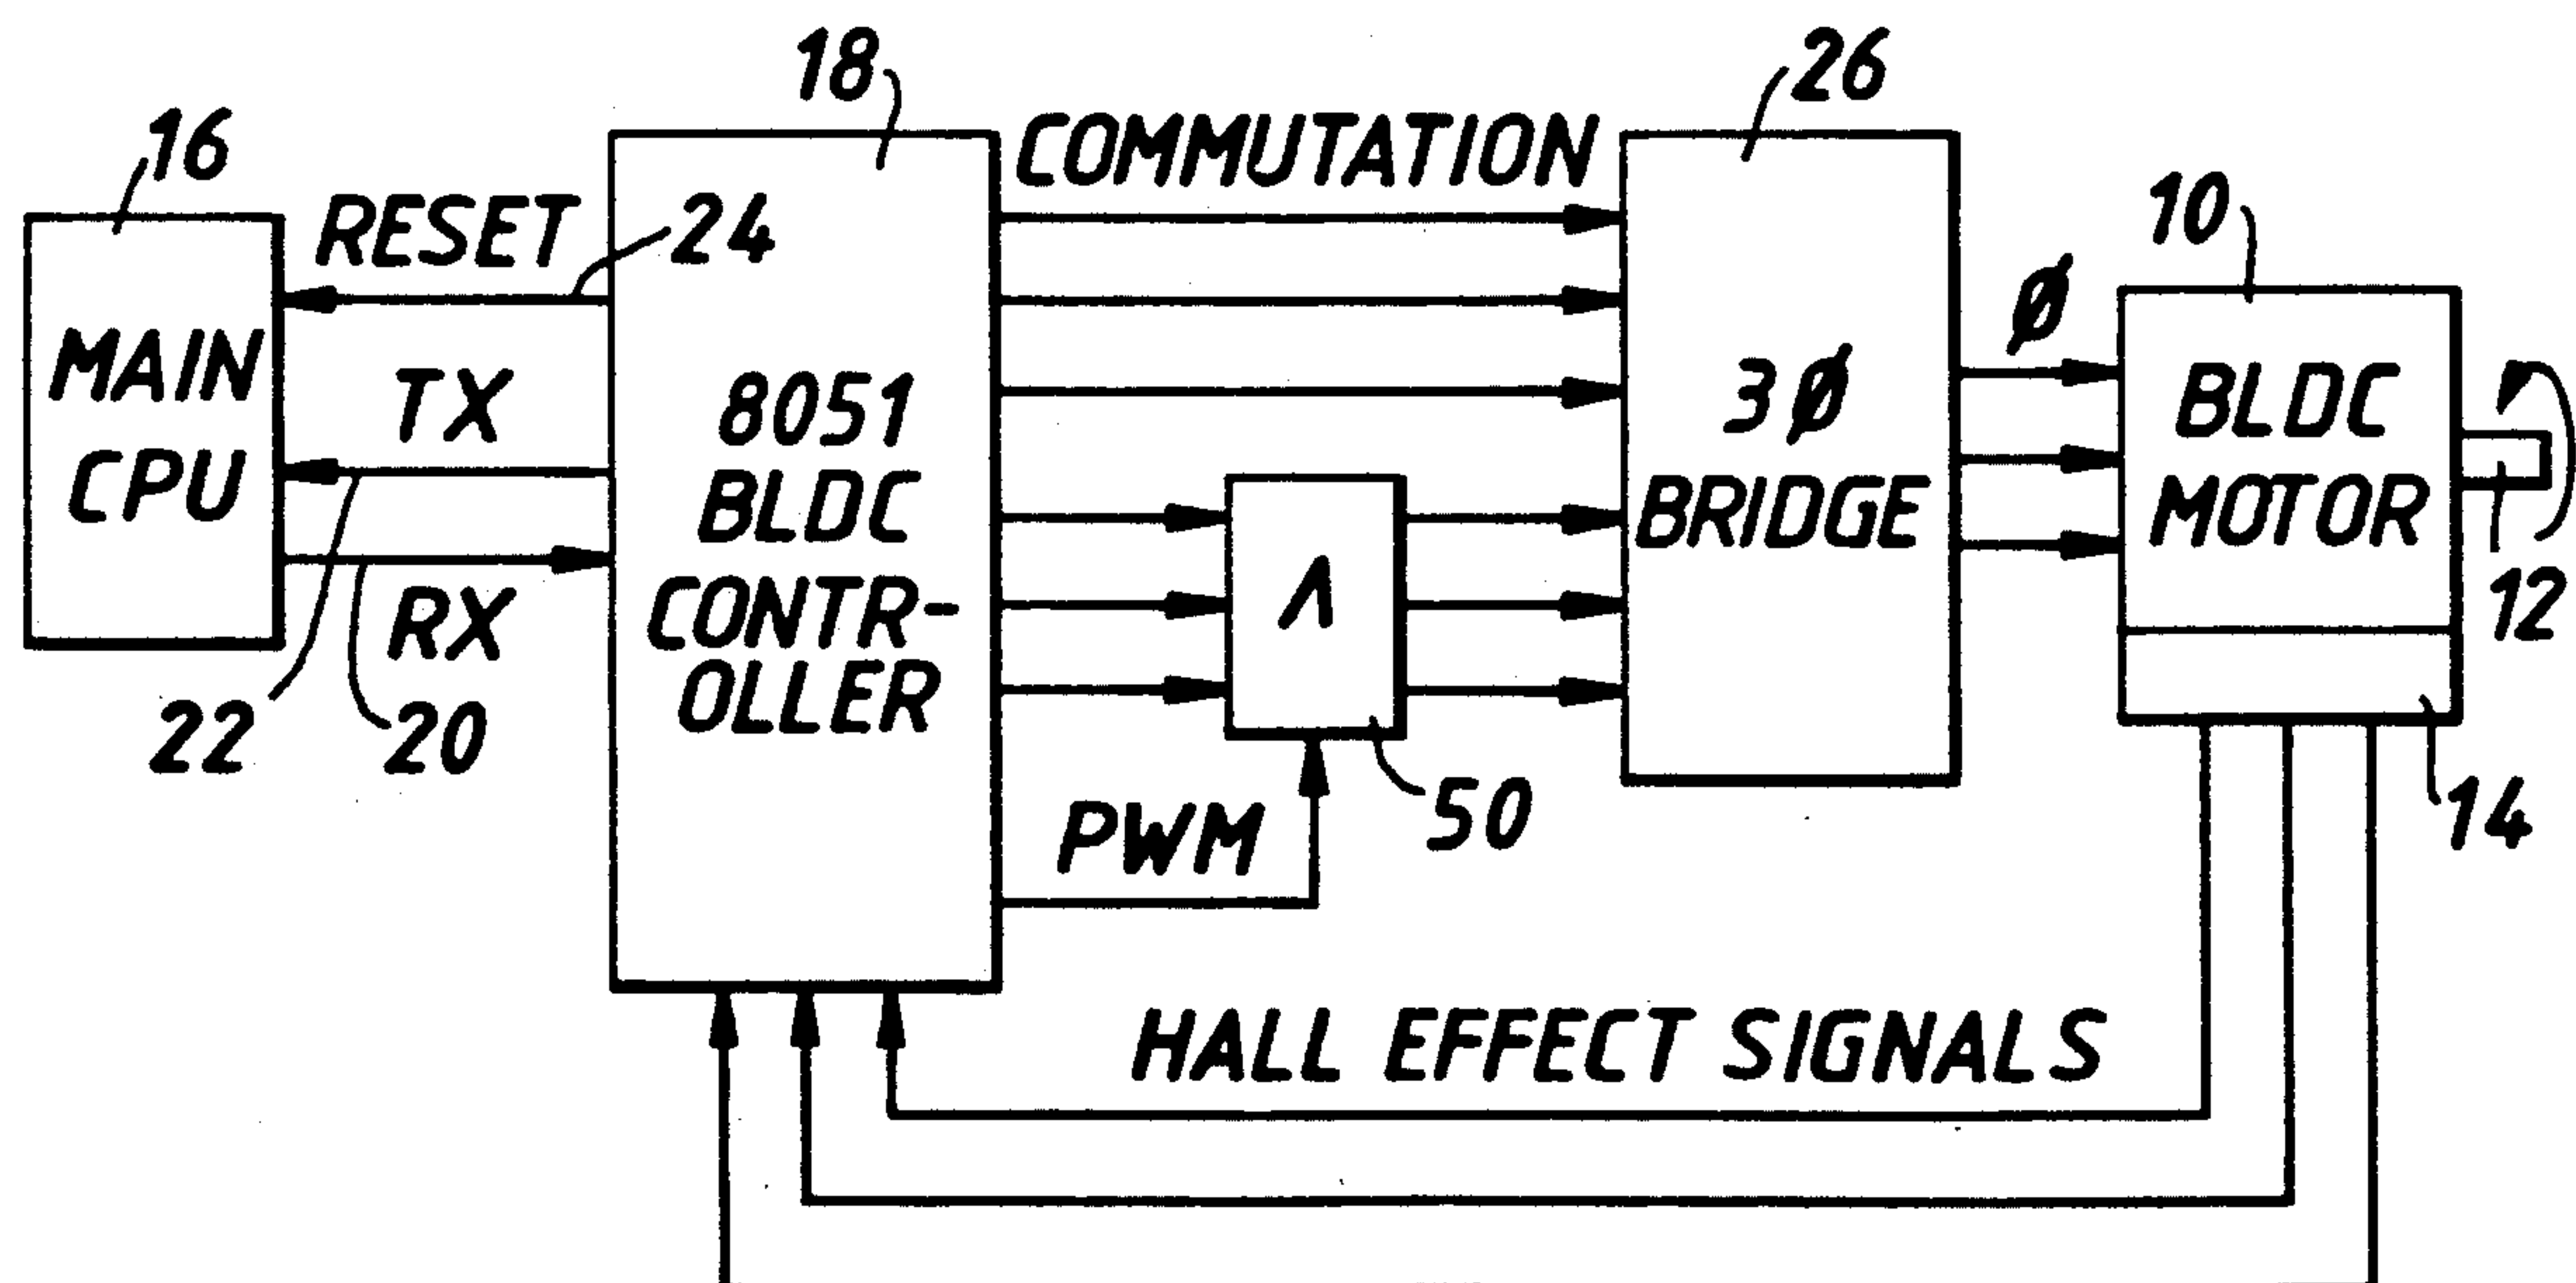 16
MAIN
CPU
RESET
24
TX
RX
22
20
18
8051
BLDC
CONTR-
OLLER
COMMUTATION
Λ
50
PWM
26
3Ø
BRIDGE
Ø
10
BLDC
MOTOR
12
14
HALL EFFECT SIGNALS